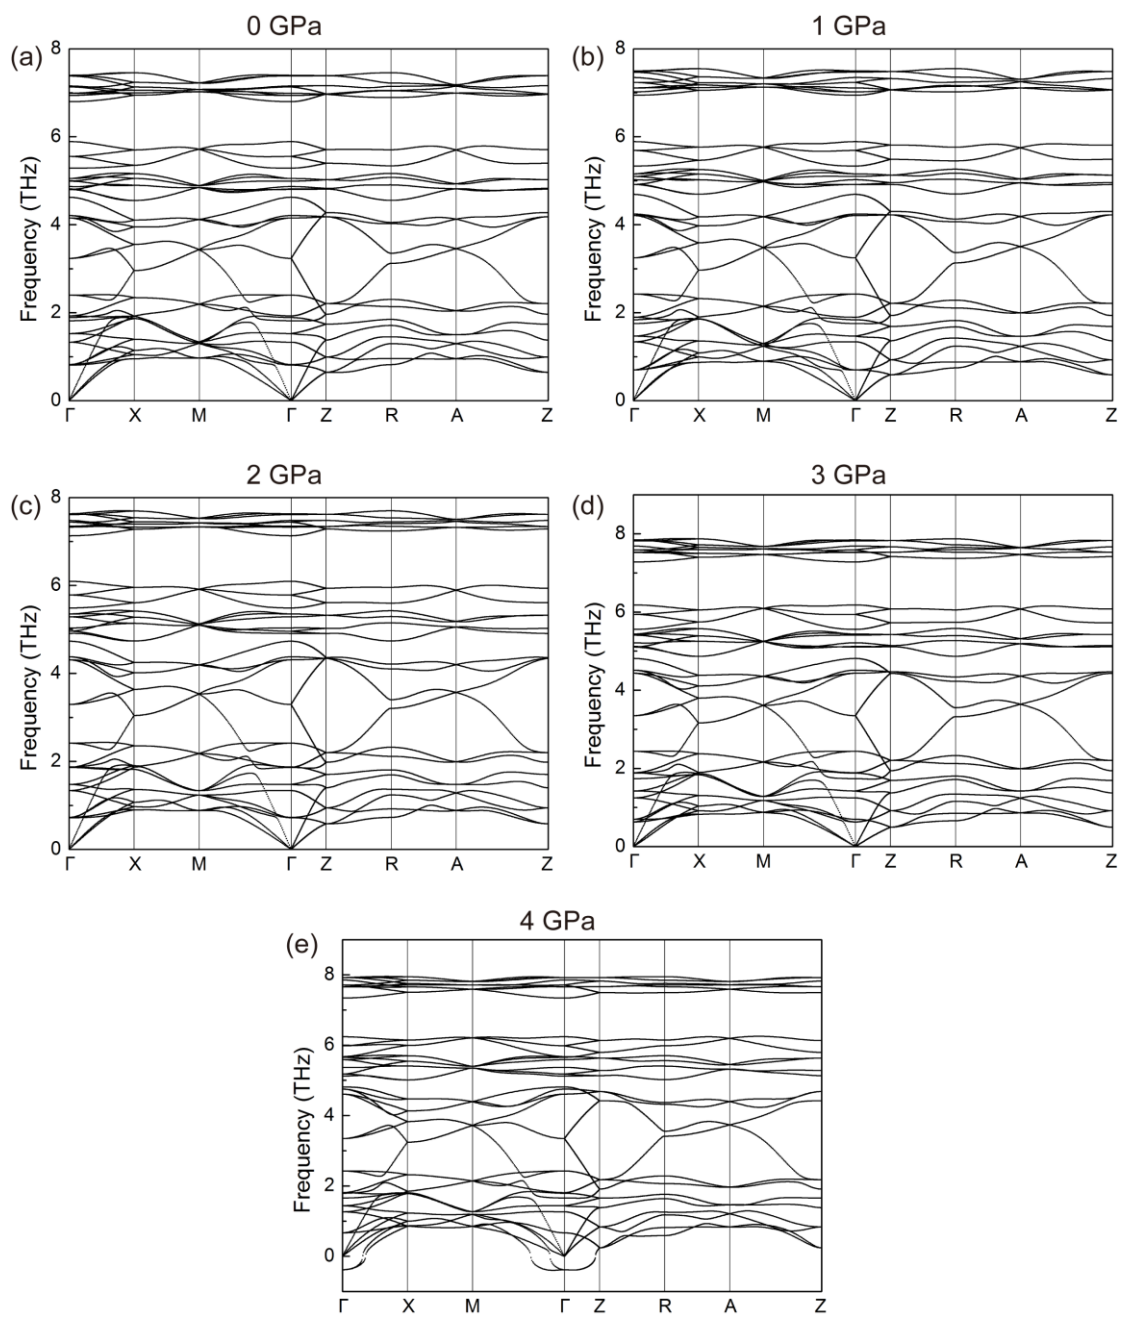 0 GPa
(a)
8
6
4
2
0
Frequency (THz)
Γ X M Γ Z R A Z
1 GPa
(b)
8
6
4
2
0
Frequency (THz)
Γ X M Γ Z R A Z
2 GPa
(c)
8
6
4
2
0
Frequency (THz)
Γ X M Γ Z R A Z
3 GPa
(d)
8
6
4
2
0
Frequency (THz)
Γ X M Γ Z R A Z
4 GPa
(e)
8
6
4
2
0
Frequency (THz)
Γ X M Γ Z R A Z